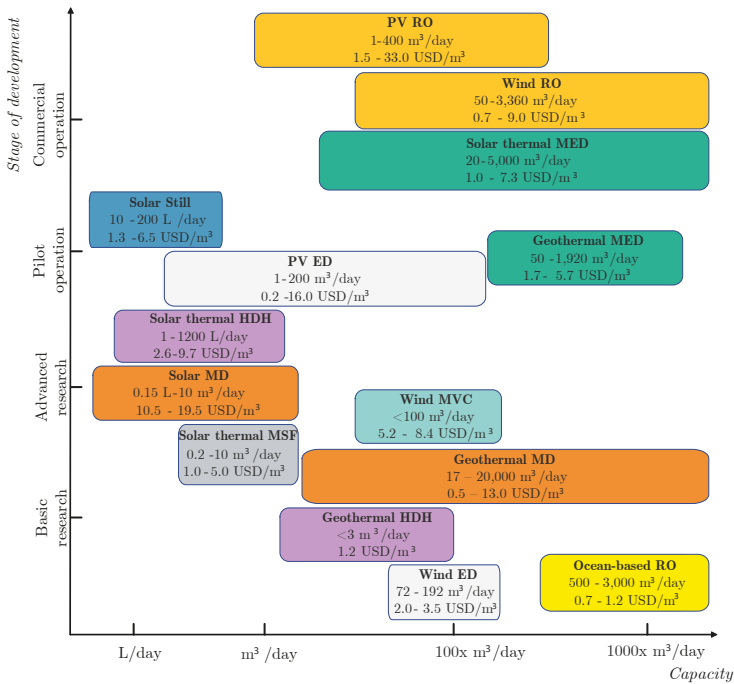 Stage of development
Commercial
operation
Pilot
operation
Advanced
research
Basic
research
PV RO
1-400 m³/day
1.5 - 33.0 USD/m³
Wind RO
50-3,360 m³/day
0.7 - 9.0 USD/m³
Solar thermal MED
20-5,000 m³/day
1.0 - 7.3 USD/m³
Solar Still
10 -200 L /day
1.3 -6.5 USD/m³
Geothermal MED
50 -1,920 m³/day
1.7- 5.7 USD/m³
PV ED
1-200 m³/day
0.2 -16.0 USD/m³
Solar thermal HDH
1 -1200 L/day
2.6-9.7 USD/m³
Solar MD
0.15 L-10 m³/day
10.5 - 19.5 USD/m³
Wind MVC
<100 m³/day
5.2 - 8.4 USD/m³
Solar thermal MSF
0.2 -10 m³/day
1.0 -5.0 USD/m³
Geothermal MD
17 – 20,000 m³/day
0.5 – 13.0 USD/m³
Geothermal HDH
<3 m³/day
1.2 USD/m³
Wind ED
72 - 192 m³/day
2.0- 3.5 USD/m³
Ocean-based RO
500 - 3,000 m³/day
0.7 - 1.2 USD/m³
L/day
m³ /day
100x m³/day
1000x m³/day
Capacity